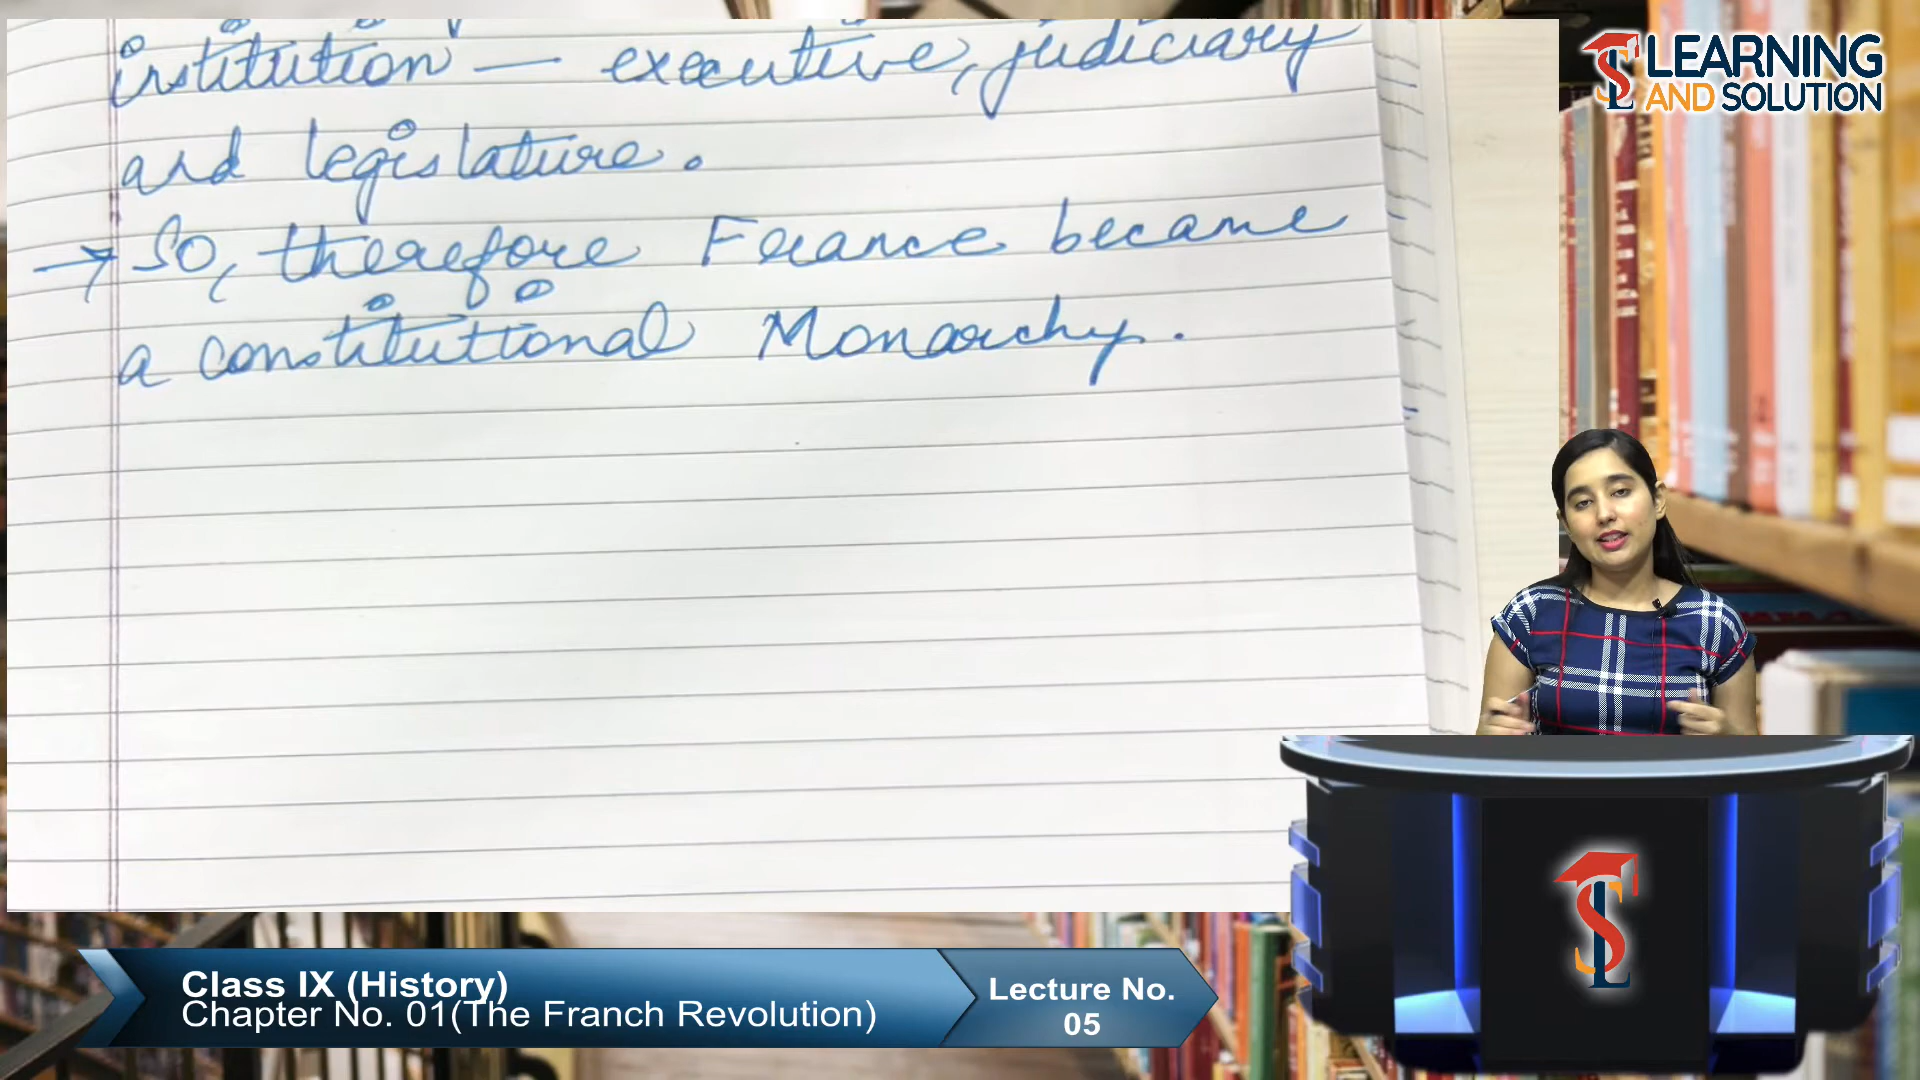 institution — executive, judiciary
and legislature.
→ So, therefore France became
a constitutional Monarchy.
LEARNING
AND SOLUTION
Class IX (History)
Chapter No. 01(The Franch Revolution)
Lecture No.
05